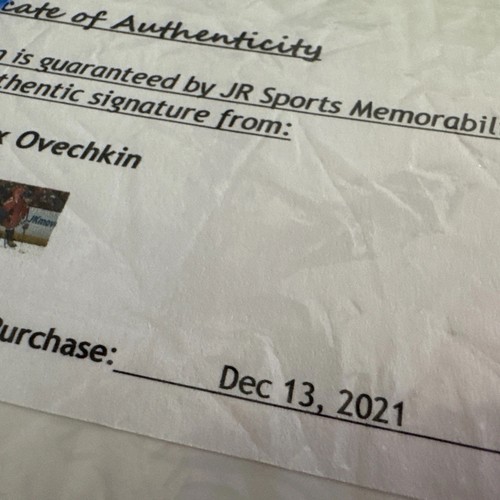 cate of Authenticity
is guaranteed by JR Sports Memorabil
thentic signature from:
Ovechkin
urchase: Dec 13, 2021